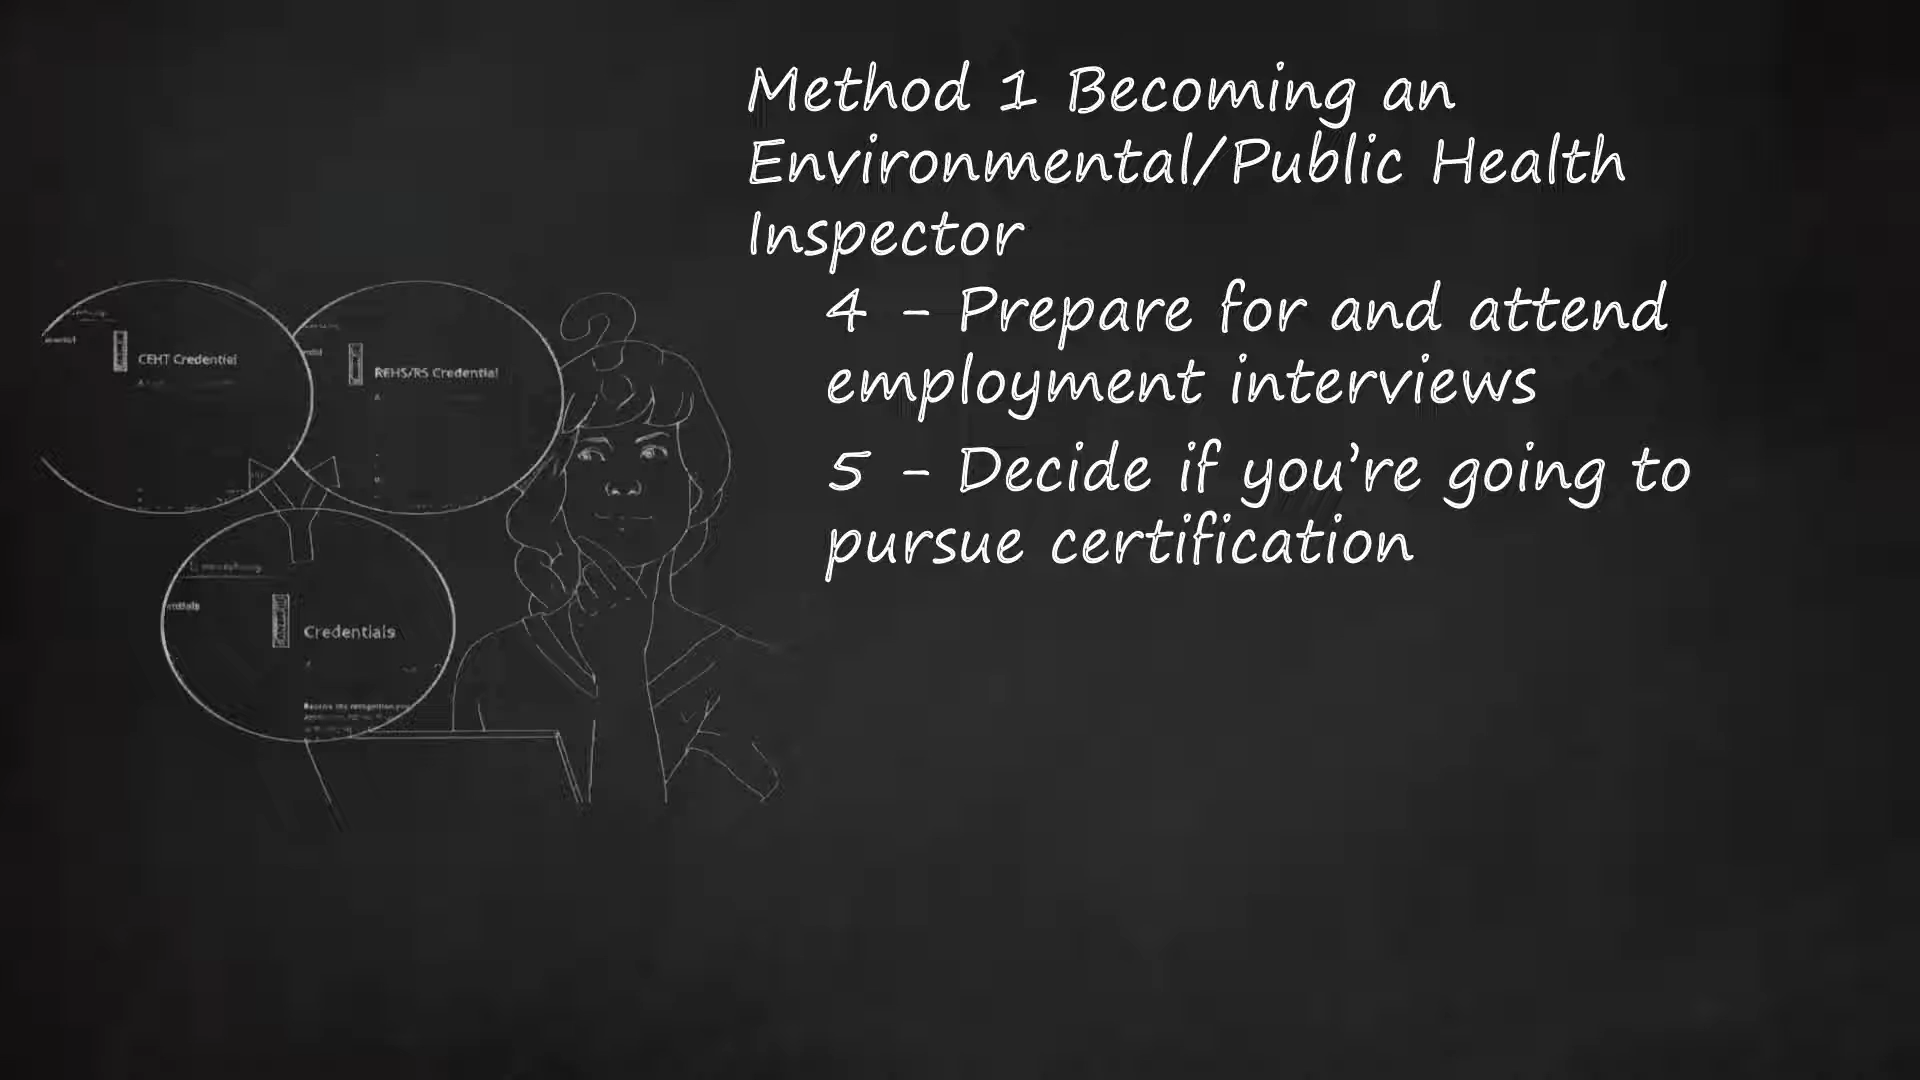 Method 1 Becoming an
Environmental/Public Health
Inspector
4 - Prepare for and attend
employment interviews
5 - Decide if you’re going to
pursue certification
CEHT Credential
REHS/RS Credential
Credentials